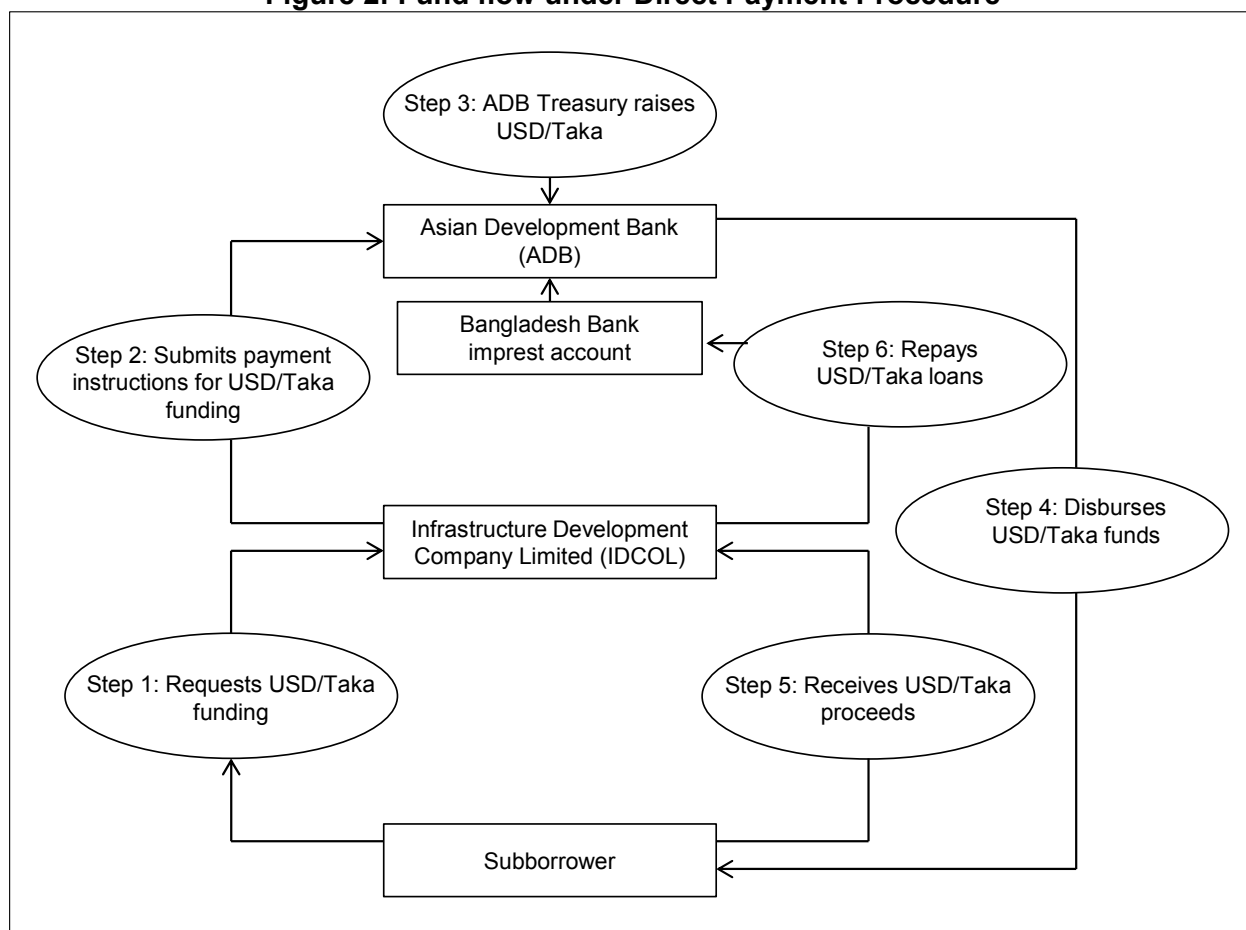 Figure 2: Fund flow under Direct Payment Procedure
Step 3: ADB Treasury raises
USD/Taka
Asian Development Bank
(ADB)
Bangladesh Bank
imprest account
Step 2: Submits payment
instructions for USD/Taka
funding
Step 6: Repays
USD/Taka loans
Infrastructure Development
Company Limited (IDCOL)
Step 4: Disburses
USD/Taka funds
Step 1: Requests USD/Taka
funding
Step 5: Receives USD/Taka
proceeds
Subborrower